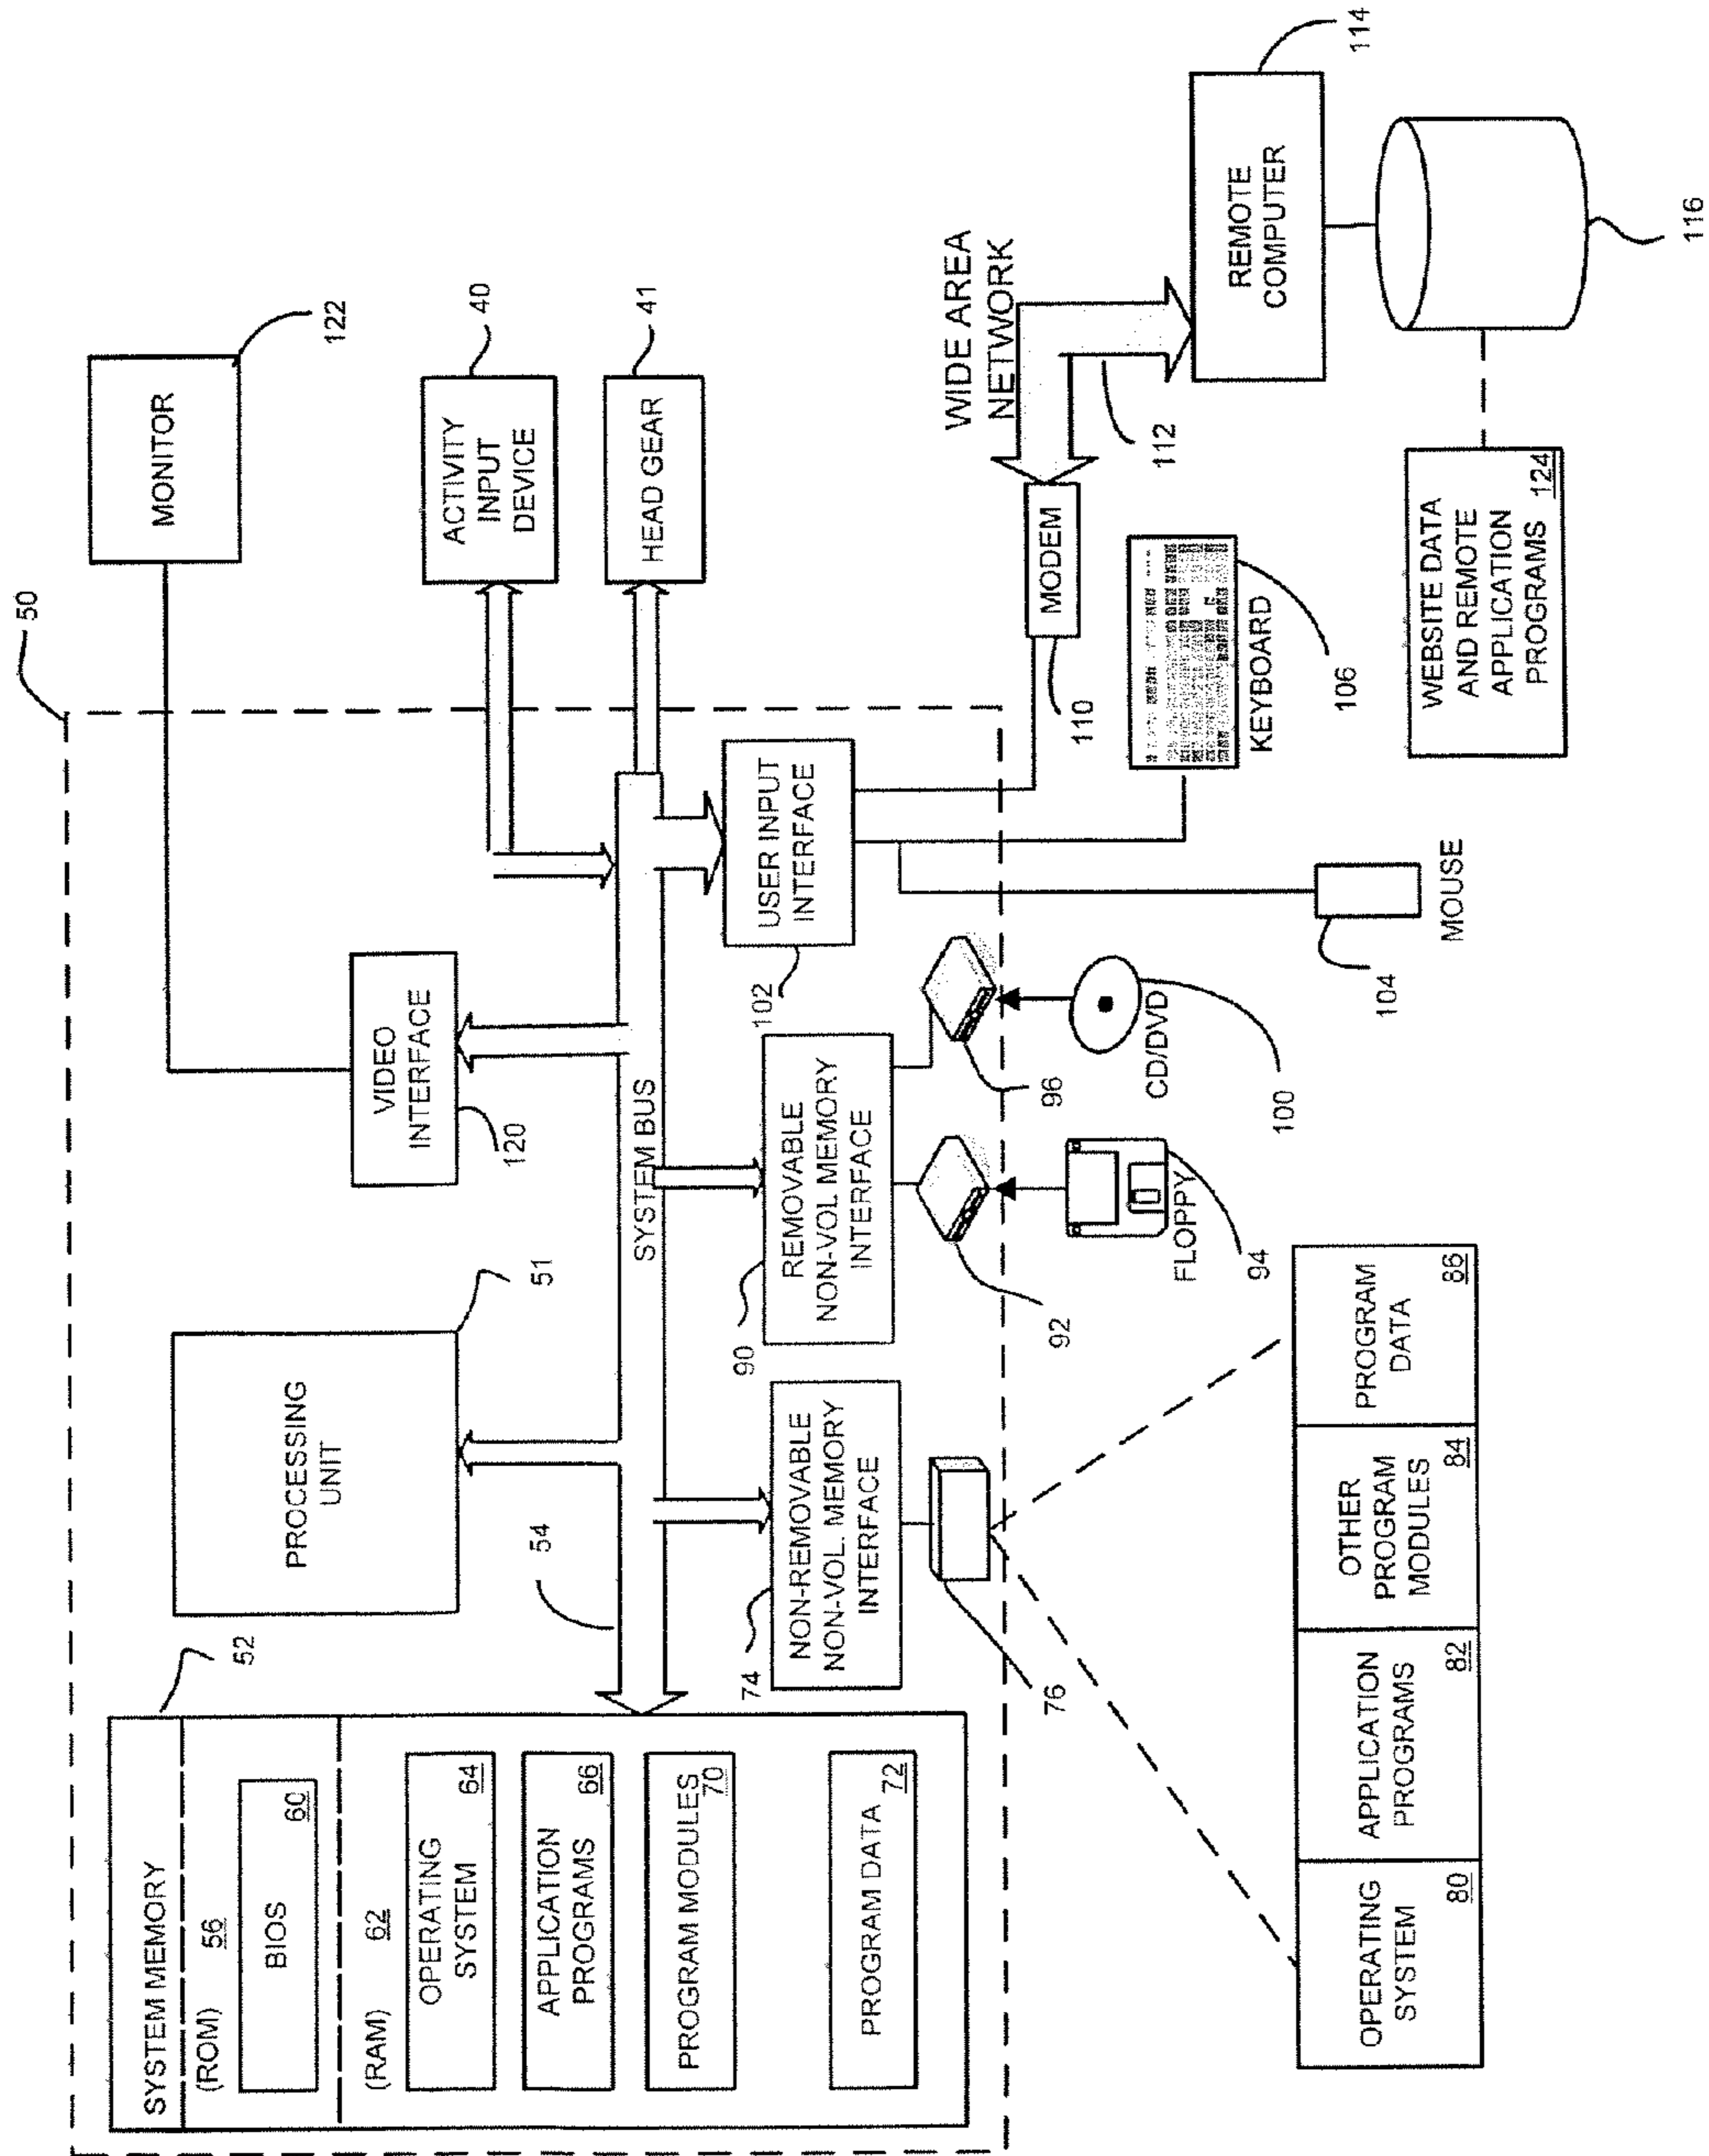 50
SYSTEM MEMORY
52
(ROM) 56
BIOS
60
(RAM) 62
OPERATING
SYSTEM
64
APPLICATION
PROGRAMS
66
PROGRAM MODULES
70
PROGRAM DATA
72
PROCESSING
UNIT
51
54
SYSTEM BUS
VIDEO
INTERFACE
120
MONITOR
122
ACTIVITY
INPUT
DEVICE
40
HEAD GEAR
41
74
NON-REMOVABLE
NON-VOL. MEMORY
INTERFACE
76
90
REMOVABLE
NON-VOL MEMORY
INTERFACE
92
96
102
USER INPUT
INTERFACE
FLOPPY
94
CD/DVD
100
MOUSE
104
KEYBOARD
106
MODEM
110
WIDE AREA
NETWORK
112
REMOTE
COMPUTER
114
116
WEBSITE DATA
AND REMOTE
APPLICATION
PROGRAMS 124
OPERATING
SYSTEM
80
APPLICATION
PROGRAMS
82
OTHER
PROGRAM
MODULES
84
PROGRAM
DATA
86